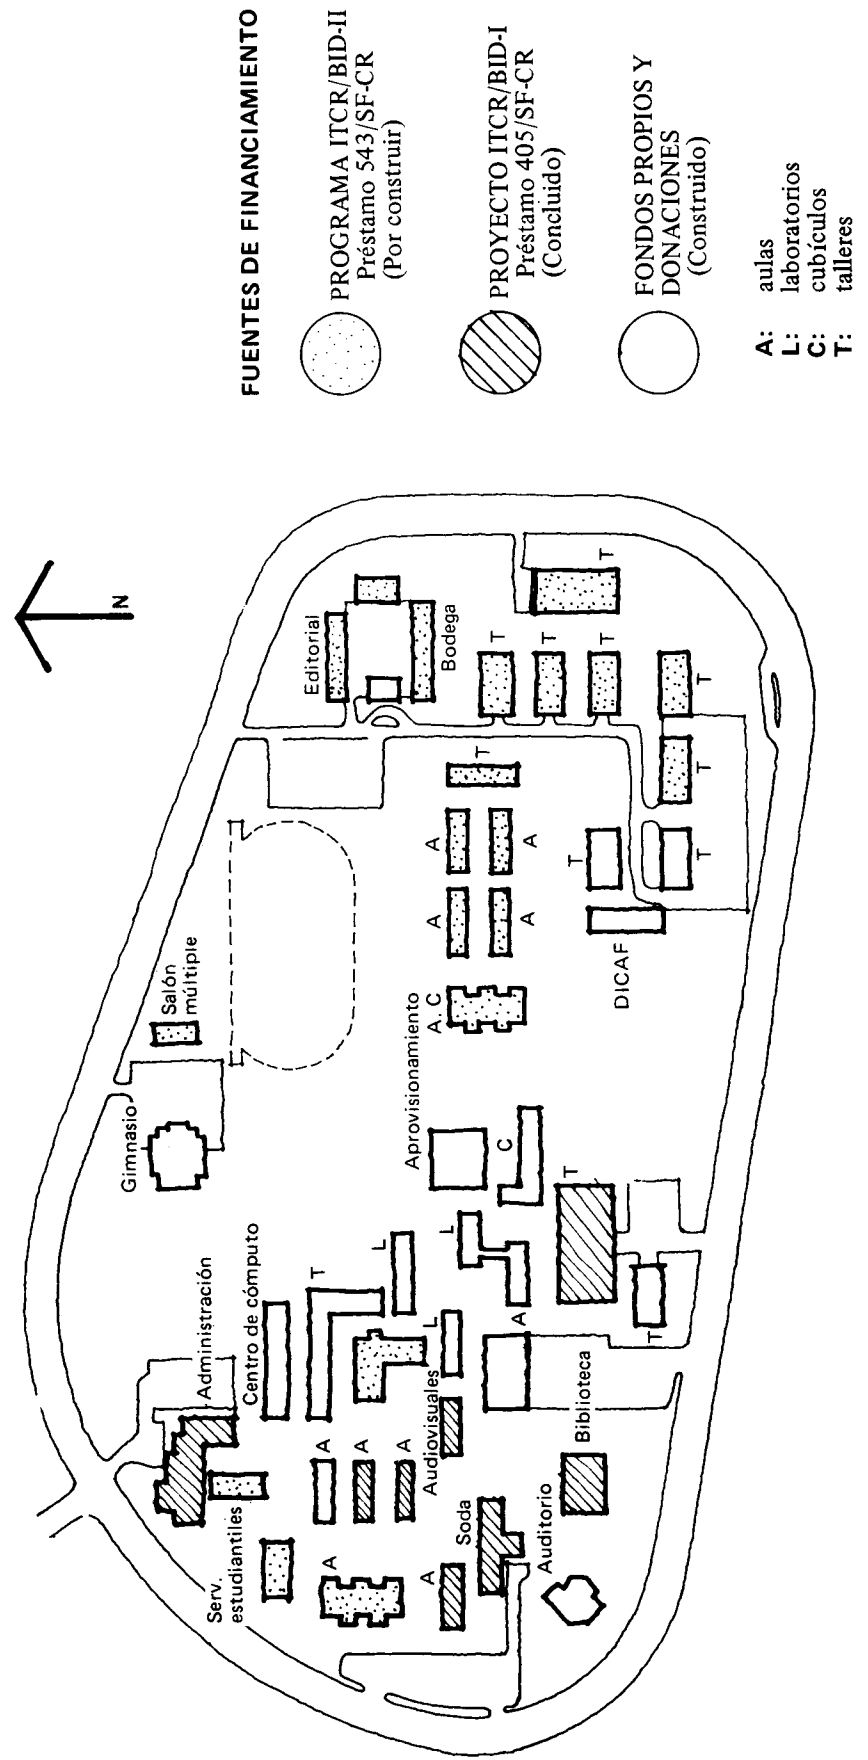 FUENTES DE FINANCIAMIENTO
PROGRAMA ITCR/BID-II
Préstamo 543/SF-CR
(Por construir)
PROYECTO ITCR/BID-I
Préstamo 405/SF-CR
(Concluido)
FONDOS PROPIOS Y
DONACIONES
(Construido)
A: aulas
L: laboratorios
C: cubículos
T: talleres
N
Serv.
estudiantiles
Administración
Gimnasio
Salón
múltiple
Editorial
Bodega
Centro de cómputo
A
A
A
A
T
L
Audiovisuales
L
L
Aprovisionamiento
A C
A
A
T
T
T
T
T
A
Soda
A
C
A
A
Auditorio
Biblioteca
T
T
DICAF
T
T
T
T